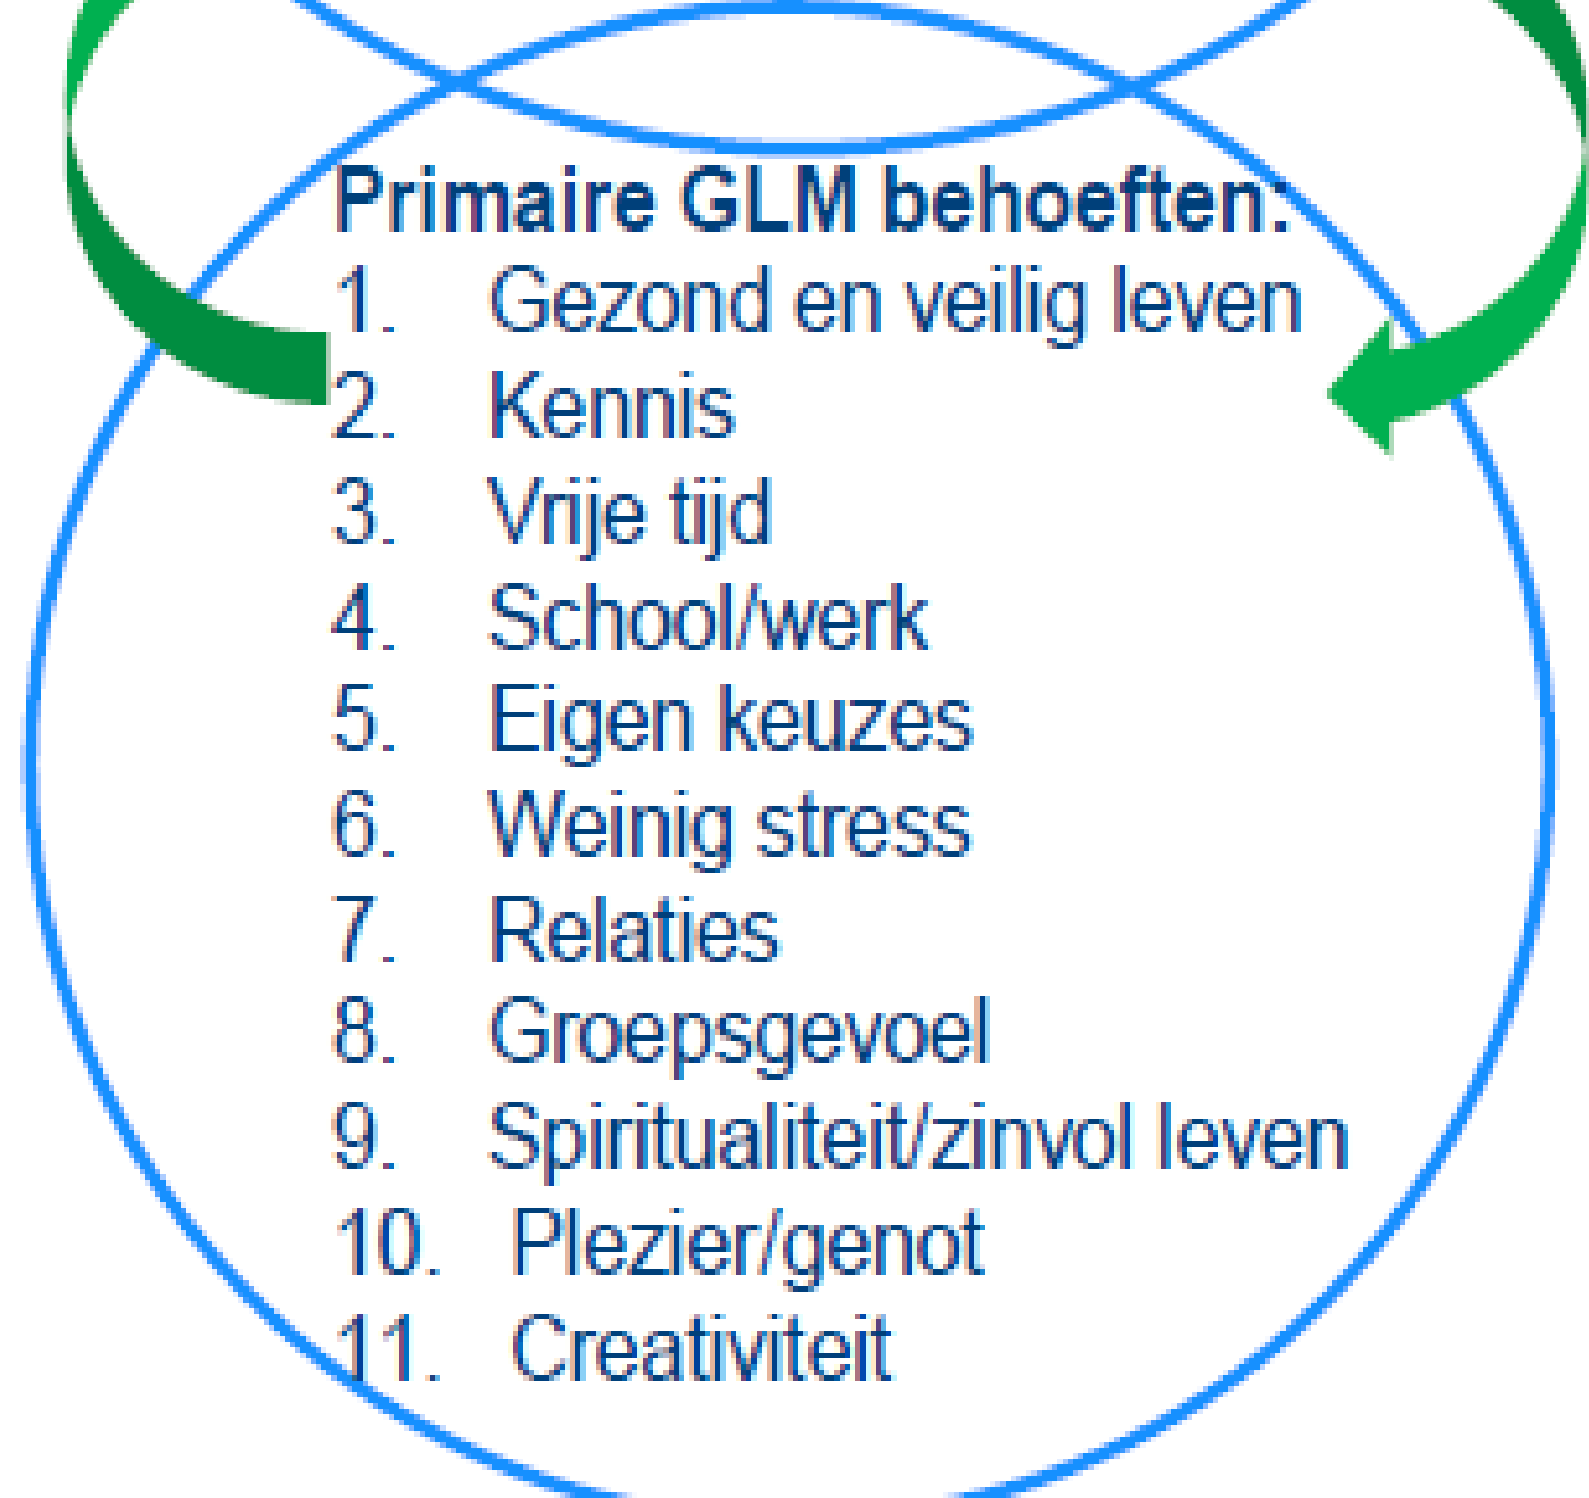 Primaire GLM behoeften:
1. Gezond en veilig leven
2. Kennis
3. Vrije tijd
4. School/werk
5. Eigen keuzes
6. Weinig stress
7. Relaties
8. Groepsgevoel
9. Spiritualiteit/zinvol leven
10. Plezier/genot
11. Creativiteit